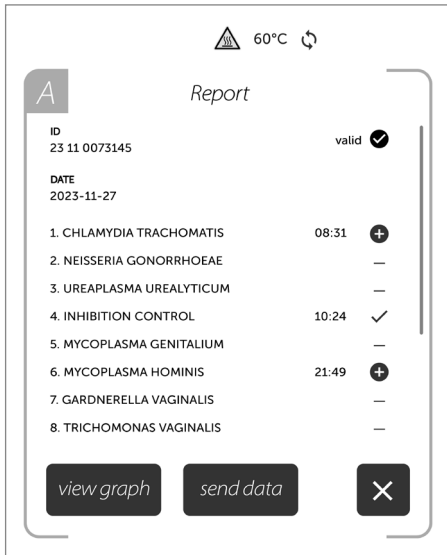 60°C
A
Report
ID
23 11 0073145
valid
DATE
2023-11-27
1. CHLAMYDIA TRACHOMATIS 08:31 +
2. NEISSERIA GONORRHOEAE –
3. UREAPLASMA UREALYTICUM –
4. INHIBITION CONTROL 10:24 ✓
5. MYCOPLASMA GENITALIUM –
6. MYCOPLASMA HOMINIS 21:49 +
7. GARDNERELLA VAGINALIS –
8. TRICHOMONAS VAGINALIS –
view graph send data ✕